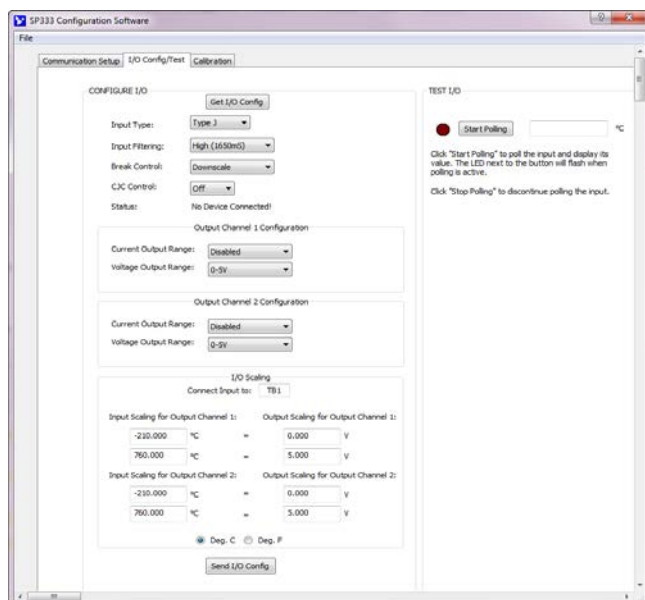 SP333 Configuration Software
File
Communication Setup I/O Config/Test Calibration
CONFIGURE I/O
Get I/O Config
Input Type: Type J
Input Filtering: High (1650mS)
Break Control: Downscale
CJC Control: Off
Status: No Device Connected!
Output Channel 1 Configuration
Current Output Range: Disabled
Voltage Output Range: 0-5V
Output Channel 2 Configuration
Current Output Range: Disabled
Voltage Output Range: 0-5V
I/O Scaling
Connect Input to: TB1
Input Scaling for Output Channel 1: Output Scaling for Output Channel 1:
-210.000 °C = 0.000 V
760.000 °C = 5.000 V
Input Scaling for Output Channel 2: Output Scaling for Output Channel 2:
-210.000 °C = 0.000 V
760.000 °C = 5.000 V
Deg. C Deg. F
Send I/O Config
TEST I/O
Start Polling °C
Click "Start Polling" to poll the input and display its
value. The LED next to the button will flash when
polling is active.
Click "Stop Polling" to discontinue polling the input.